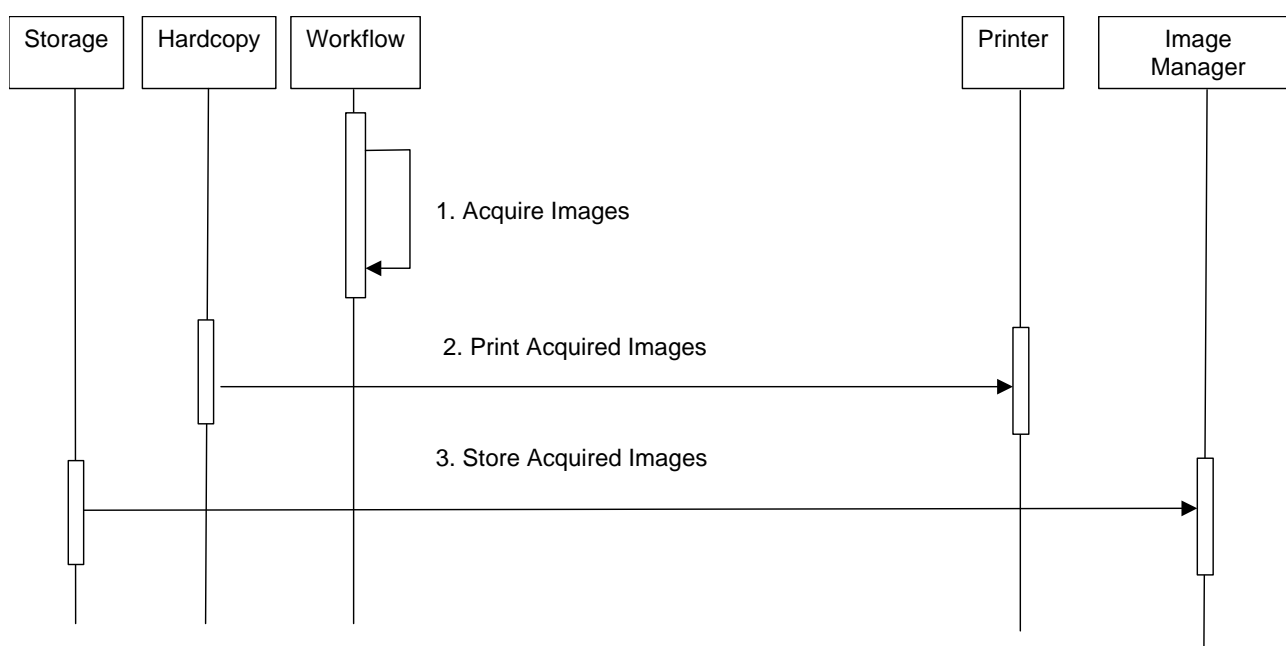 Storage
Hardcopy
Workflow
Printer
Image
Manager
1. Acquire Images
2. Print Acquired Images
3. Store Acquired Images